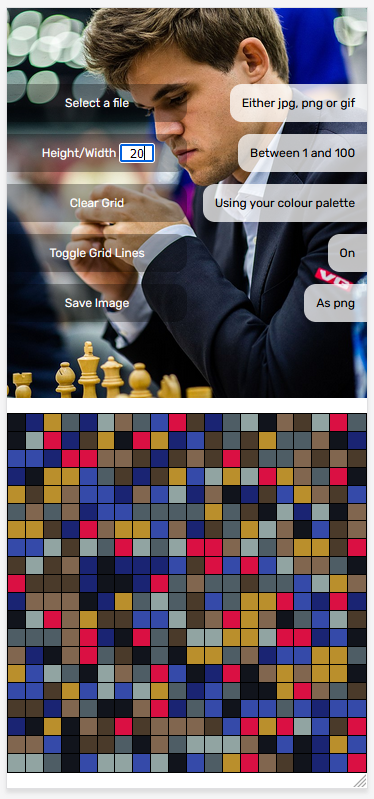 Select a file
Either jpg, png or gif
Height/Width 20
Between 1 and 100
Clear Grid
Using your colour palette
Toggle Grid Lines
On
VG
Save Image
As png